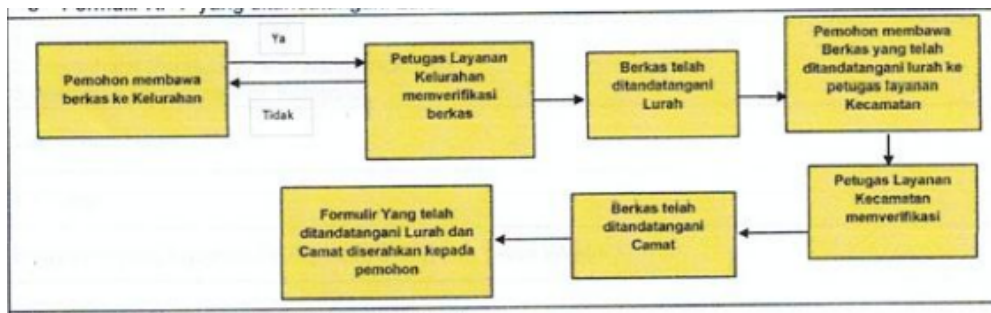 yang ditandatangani
Ya
Pemohon membawa
berkas ke Kelurahan
Tidak
Petugas Layanan
Kelurahan
memverifikasi
berkas
Berkas telah
ditandatangani
Lurah
Pemohon membawa
Berkas yang telah
ditandatangani lurah ke
petugas layanan
Kecamatan
Petugas Layanan
Kecamatan
memverifikasi
Berkas telah
ditandatangani
Camat
Formulir Yang telah
ditandatangani Lurah dan
Camat diserahkan kepada
pemohon